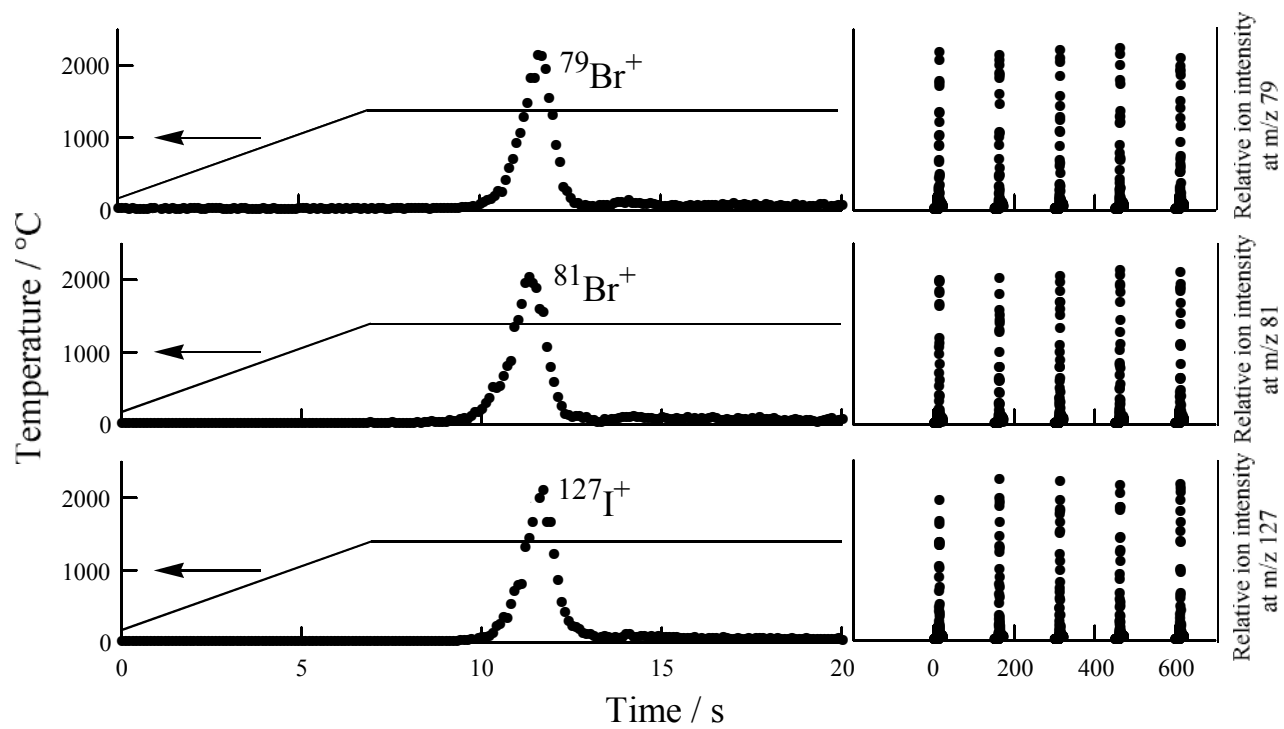 Temperature / °C
2000
1000
0
⁷⁹Br⁺
Relative ion intensity
at m/z 79
2000
1000
0
⁸¹Br⁺
Relative ion intensity
at m/z 81
2000
1000
0
¹²⁷I⁺
Relative ion intensity
at m/z 127
0 5 10 15 20 0 200 400 600
Time / s